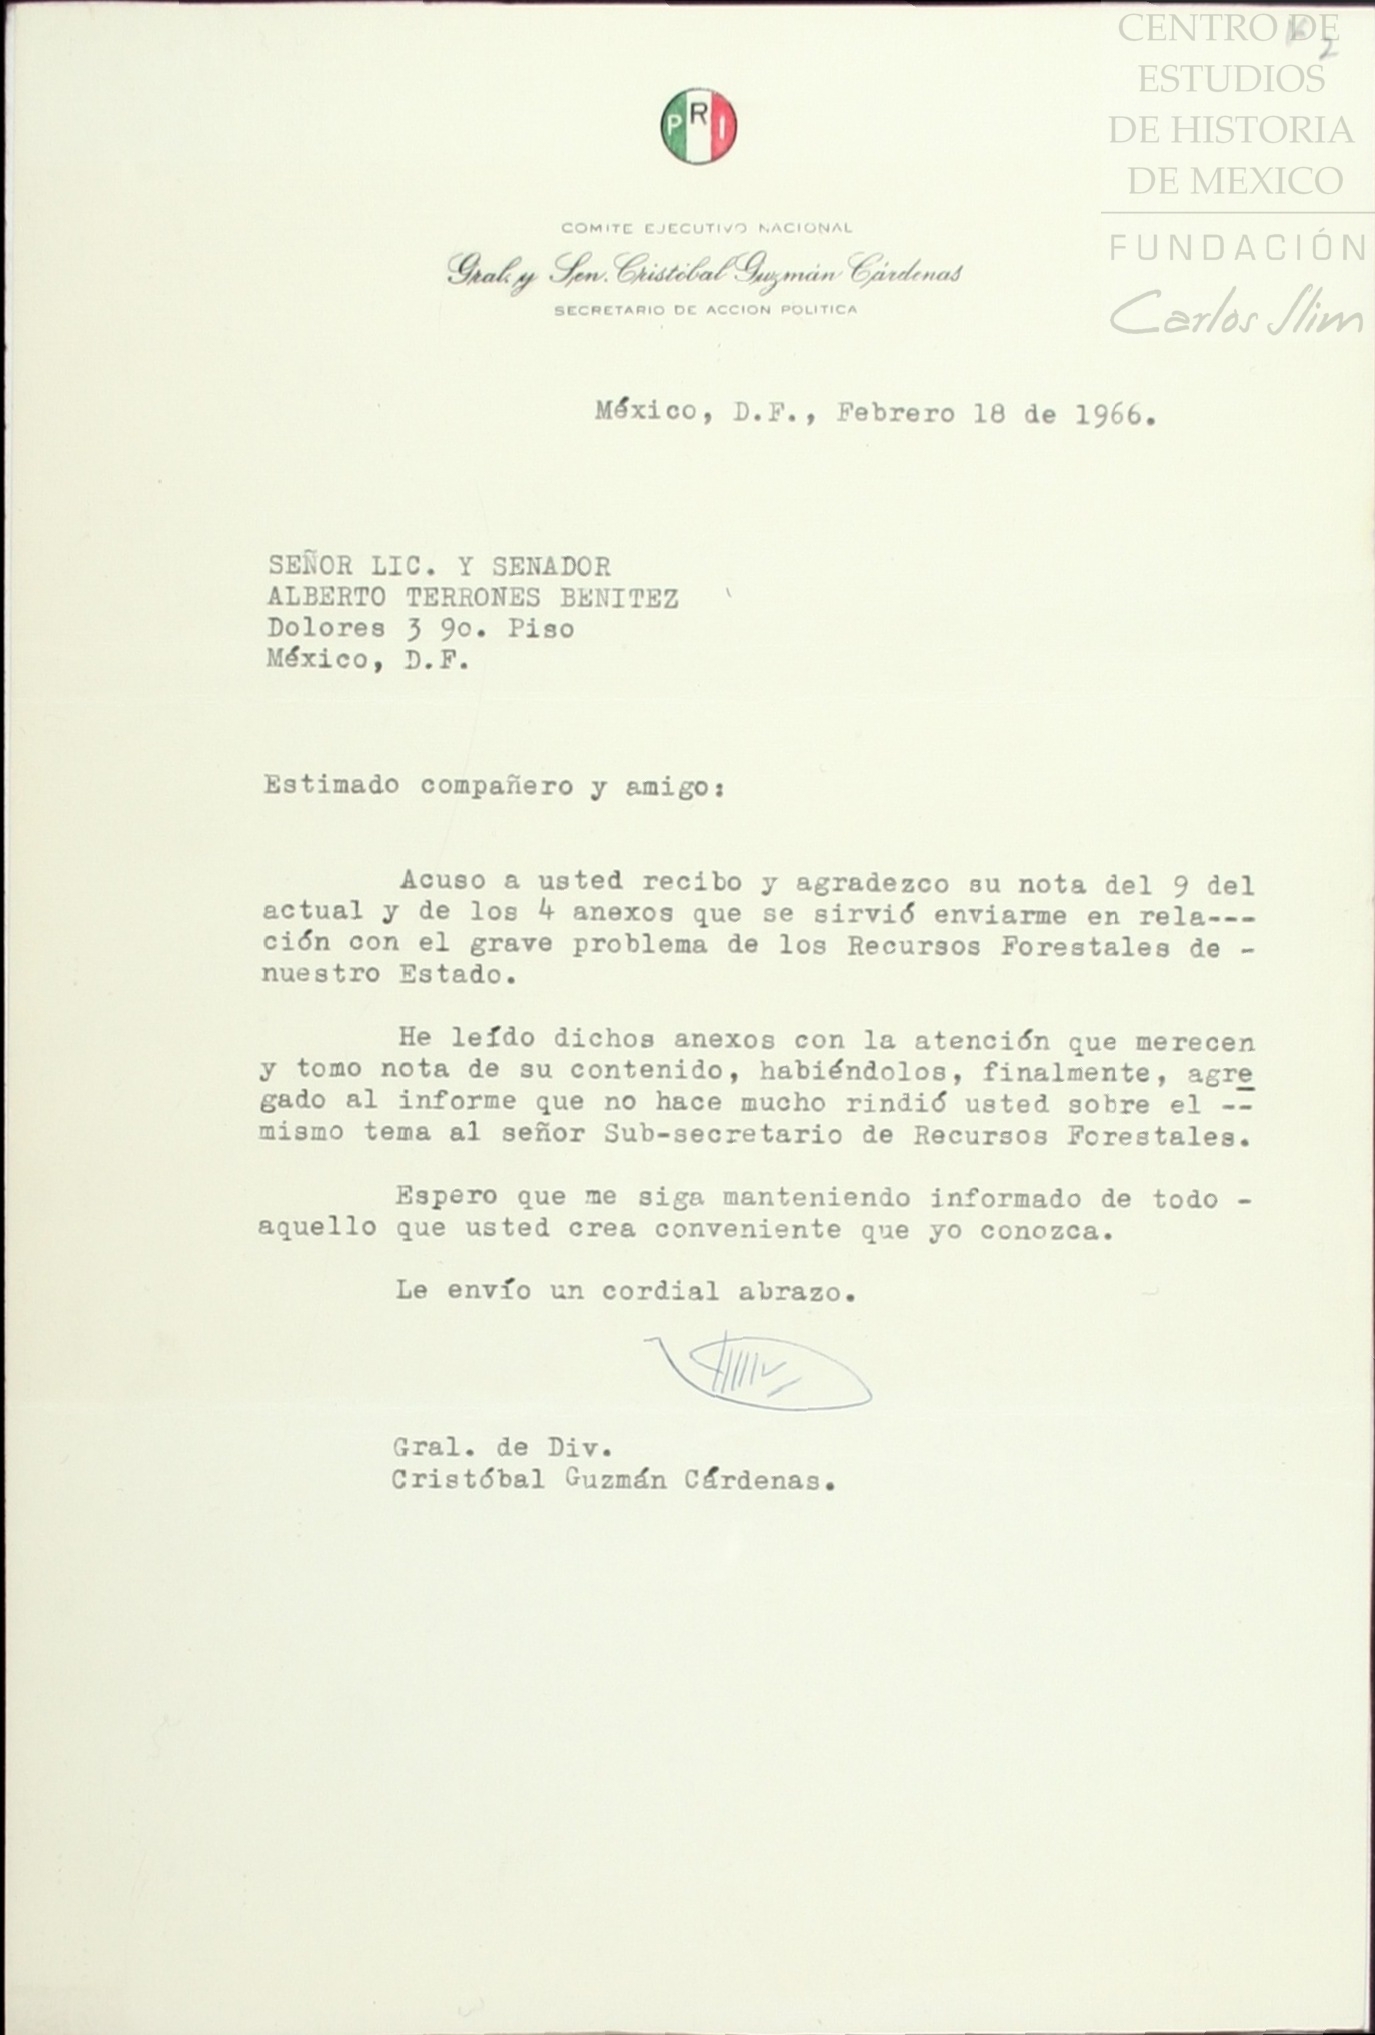 CENTRO DE
ESTUDIOS
DE HISTORIA
DE MEXICO
FUNDACIÓN
Carlos Slim
2
PRI
COMITE EJECUTIVO NACIONAL
Gral. y Sen. Cristóbal Guzmán Cárdenas
SECRETARIO DE ACCION POLITICA
México, D.F., Febrero 18 de 1966.
SEÑOR LIC. Y SENADOR
ALBERTO TERRONES BENITEZ
Dolores 3 9o. Piso
México, D.F.
Estimado compañero y amigo:
Acuso a usted recibo y agradezco su nota del 9 del
actual y de los 4 anexos que se sirvió enviarme en rela---
ción con el grave problema de los Recursos Forestales de -
nuestro Estado.
He leído dichos anexos con la atención que merecen
y tomo nota de su contenido, habiéndolos, finalmente, agre
gado al informe que no hace mucho rindió usted sobre el --
mismo tema al señor Sub-secretario de Recursos Forestales.
Espero que me siga manteniendo informado de todo -
aquello que usted crea conveniente que yo conozca.
Le envío un cordial abrazo.
Gral. de Div.
Cristóbal Guzmán Cárdenas.